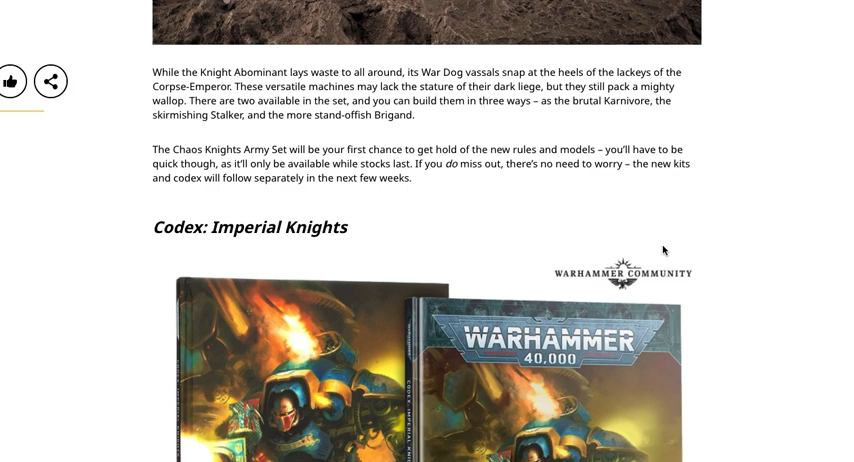 While the Knight Abominant lays waste to all around, its War Dog vassals snap at the heels of the lackeys of the
Corpse-Emperor. These versatile machines may lack the stature of their dark liege, but they still pack a mighty
wallop. There are two available in the set, and you can build them in three ways – as the brutal Karnivore, the
skirmishing Stalker, and the more stand-offish Brigand.
The Chaos Knights Army Set will be your first chance to get hold of the new rules and models – you’ll have to be
quick though, as it’ll only be available while stocks last. If you do miss out, there’s no need to worry – the new kits
and codex will follow separately in the next few weeks.
Codex: Imperial Knights
WARHAMMER COMMUNITY
WARHAMMER
40,000